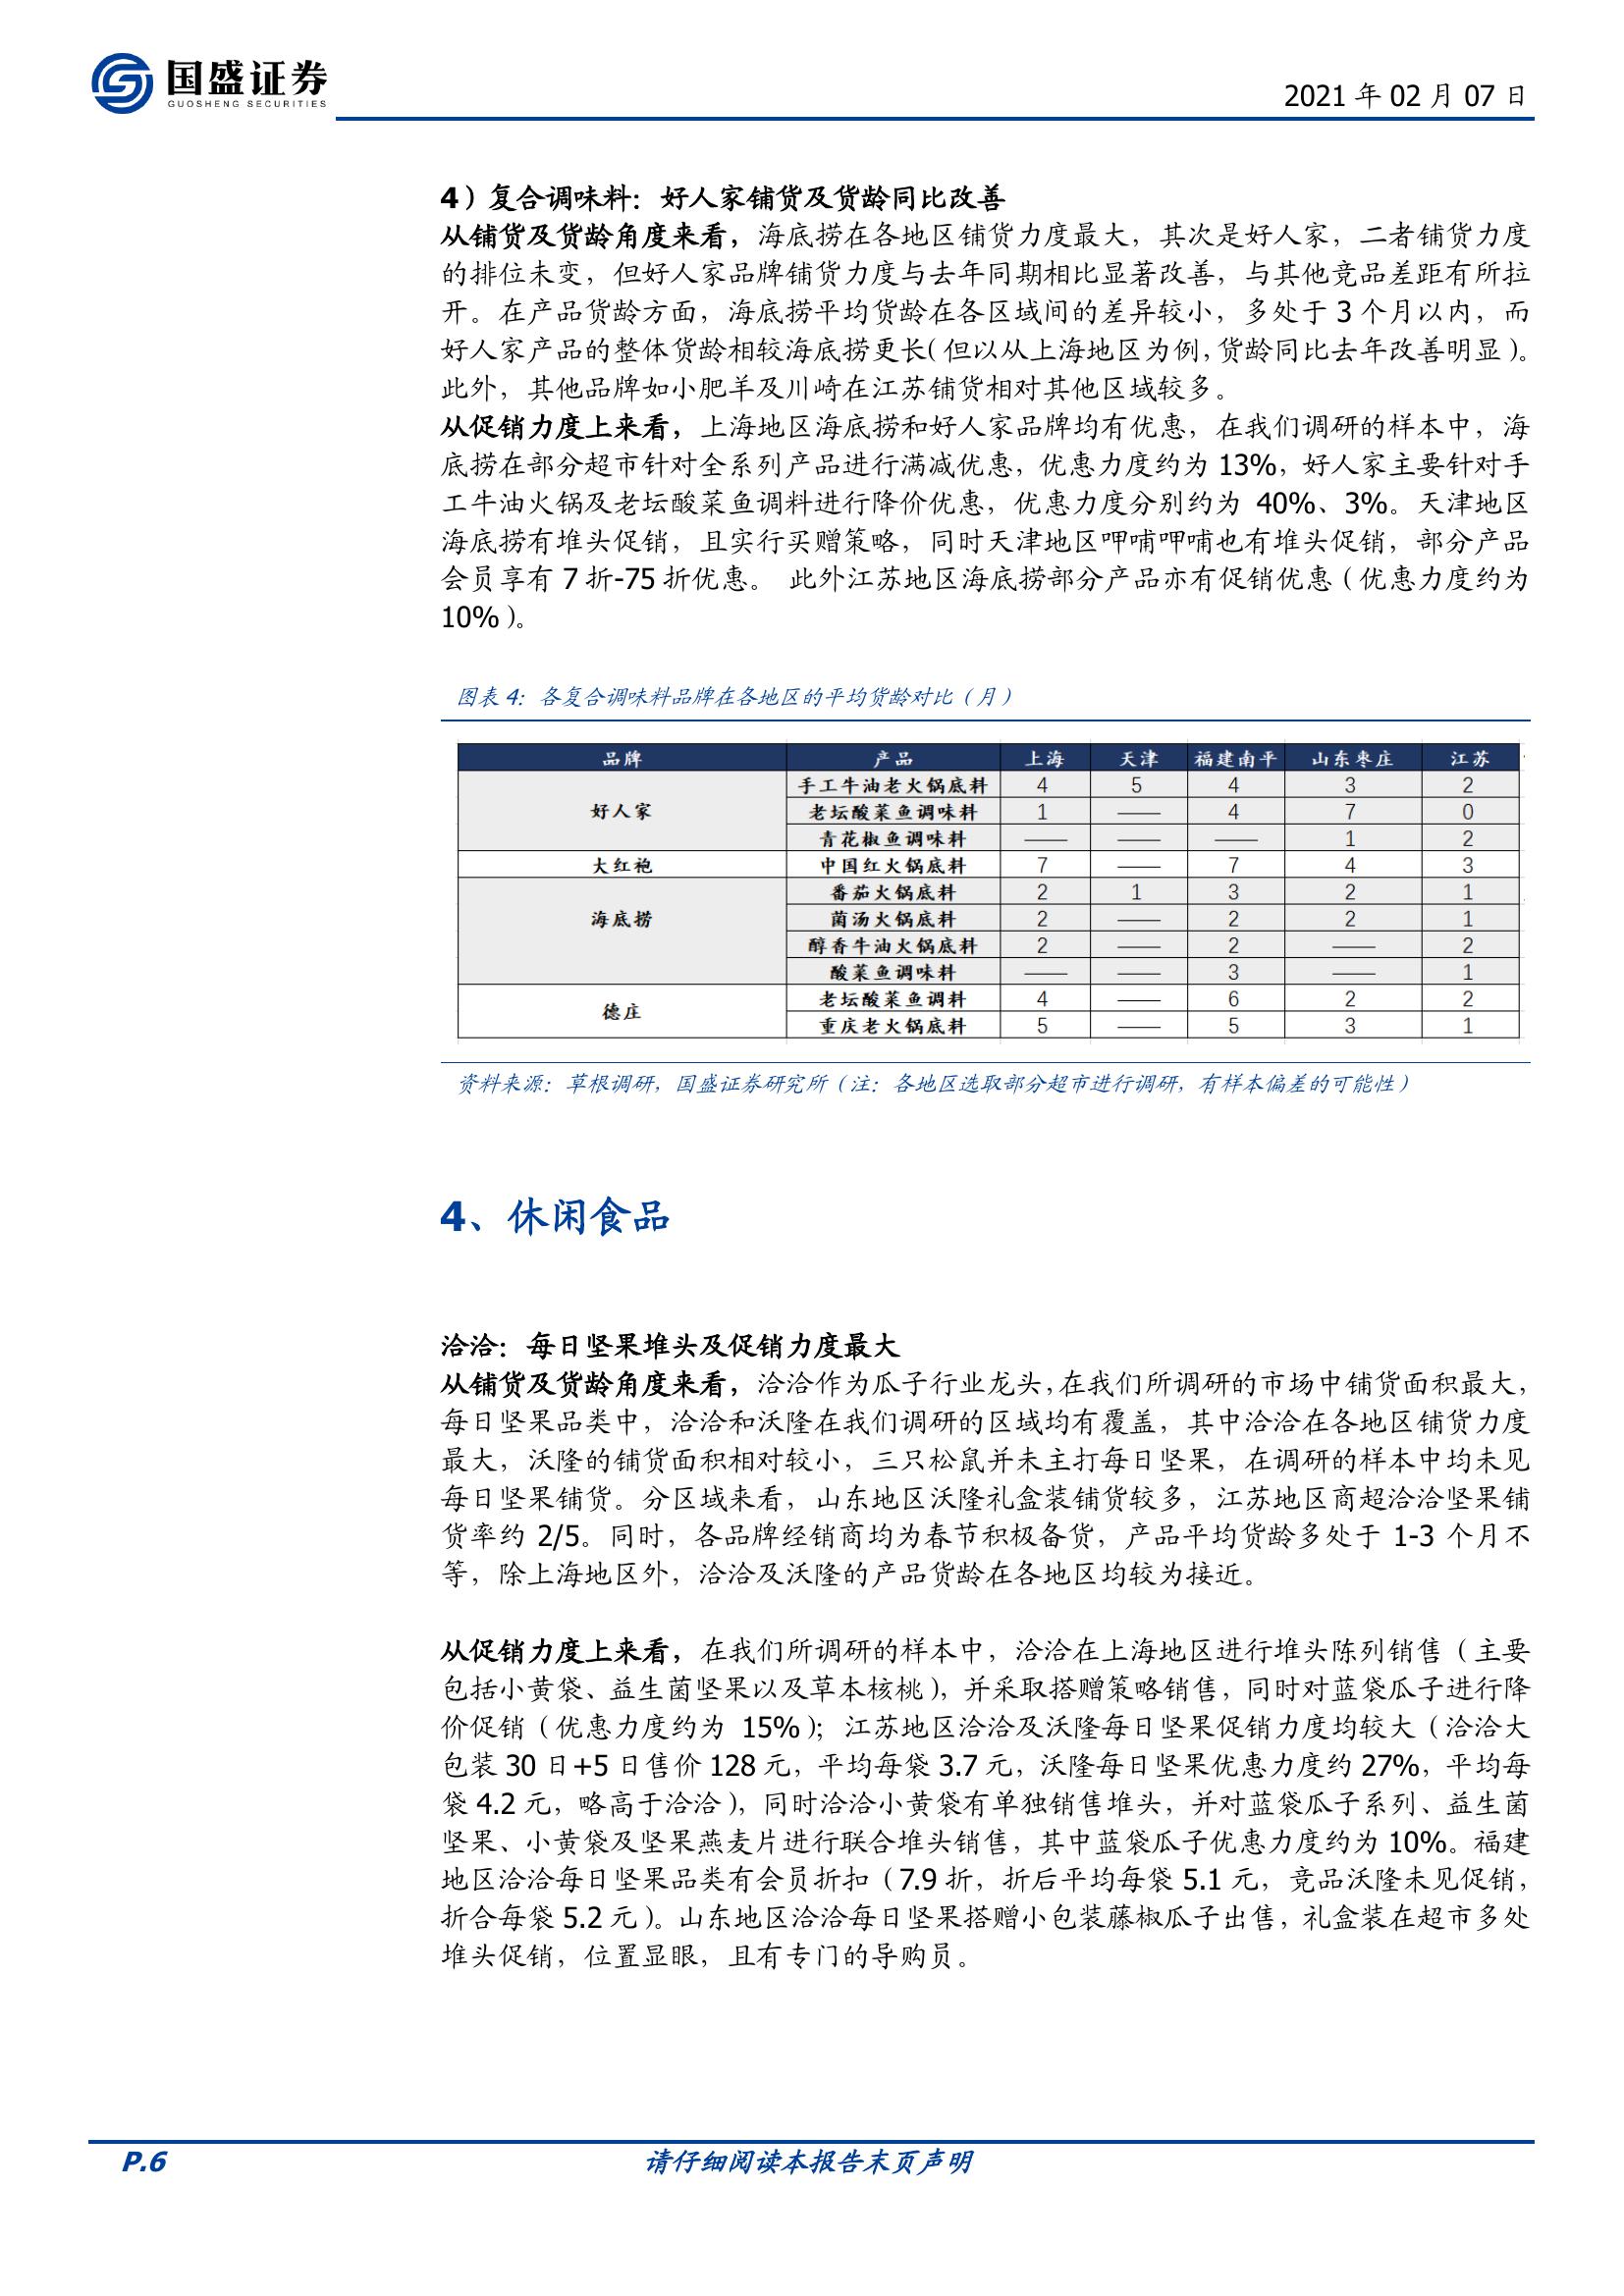 国盛证券
GUOSHENG SECURITIES
2021 年 02 月 07 日
4）复合调味料：好人家铺货及货龄同比改善
从铺货及货龄角度来看，海底捞在各地区铺货力度最大，其次是好人家，二者铺货力度
的排位未变，但好人家品牌铺货力度与去年同期相比显著改善，与其他竞品差距有所拉
开。在产品货龄方面，海底捞平均货龄在各区域间的差异较小，多处于 3 个月以内，而
好人家产品的整体货龄相较海底捞更长（但以从上海地区为例，货龄同比去年改善明显）。
此外，其他品牌如小肥羊及川崎在江苏铺货相对其他区域较多。
从促销力度上来看，上海地区海底捞和好人家品牌均有优惠，在我们调研的样本中，海
底捞在部分超市针对全系列产品进行满减优惠，优惠力度约为 13%，好人家主要针对手
工牛油火锅及老坛酸菜鱼调料进行降价优惠，优惠力度分别约为 40%、3%。天津地区
海底捞有堆头促销，且实行买赠策略，同时天津地区呷哺呷哺也有堆头促销，部分产品
会员享有 7 折-75 折优惠。 此外江苏地区海底捞部分产品亦有促销优惠（优惠力度约为
10%）。
图表 4：各复合调味料品牌在各地区的平均货龄对比（月）
品牌 产品 上海 天津 福建南平 山东枣庄 江苏
好人家 手工牛油老火锅底料 4 5 4 3 2
老坛酸菜鱼调味料 1 —— 4 7 0
青花椒鱼调味料 —— —— —— 1 2
大红袍 中国红火锅底料 7 —— 7 4 3
海底捞 番茄火锅底料 2 1 3 2 1
菌汤火锅底料 2 —— 2 2 1
醇香牛油火锅底料 2 —— 2 —— 2
酸菜鱼调味料 —— —— 3 —— 1
德庄 老坛酸菜鱼调料 4 —— 6 2 2
重庆老火锅底料 5 —— 5 3 1
资料来源：草根调研，国盛证券研究所（注：各地区选取部分超市进行调研，有样本偏差的可能性）
4、休闲食品
洽洽：每日坚果堆头及促销力度最大
从铺货及货龄角度来看，洽洽作为瓜子行业龙头，在我们所调研的市场中铺货面积最大，
每日坚果品类中，洽洽和沃隆在我们调研的区域均有覆盖，其中洽洽在各地区铺货力度
最大，沃隆的铺货面积相对较小，三只松鼠并未主打每日坚果，在调研的样本中均未见
每日坚果铺货。分区域来看，山东地区沃隆礼盒装铺货较多，江苏地区商超洽洽坚果铺
货率约 2/5。同时，各品牌经销商均为春节积极备货，产品平均货龄多处于 1-3 个月不
等，除上海地区外，洽洽及沃隆的产品货龄在各地区均较为接近。
从促销力度上来看，在我们所调研的样本中，洽洽在上海地区进行堆头陈列销售（主要
包括小黄袋、益生菌坚果以及草本核桃），并采取搭赠策略销售，同时对蓝袋瓜子进行降
价促销（优惠力度约为 15%）；江苏地区洽洽及沃隆每日坚果促销力度均较大（洽洽大
包装 30 日+5 日售价 128 元，平均每袋 3.7 元，沃隆每日坚果优惠力度约 27%，平均每
袋 4.2 元，略高于洽洽），同时洽洽小黄袋有单独销售堆头，并对蓝袋瓜子系列、益生菌
坚果、小黄袋及坚果燕麦片进行联合堆头销售，其中蓝袋瓜子优惠力度约为 10%。福建
地区洽洽每日坚果品类有会员折扣（7.9 折，折后平均每袋 5.1 元，竞品沃隆未见促销，
折合每袋 5.2 元）。山东地区洽洽每日坚果搭赠小包装藤椒瓜子出售，礼盒装在超市多处
堆头促销，位置显眼，且有专门的导购员。
P.6
请仔细阅读本报告末页声明